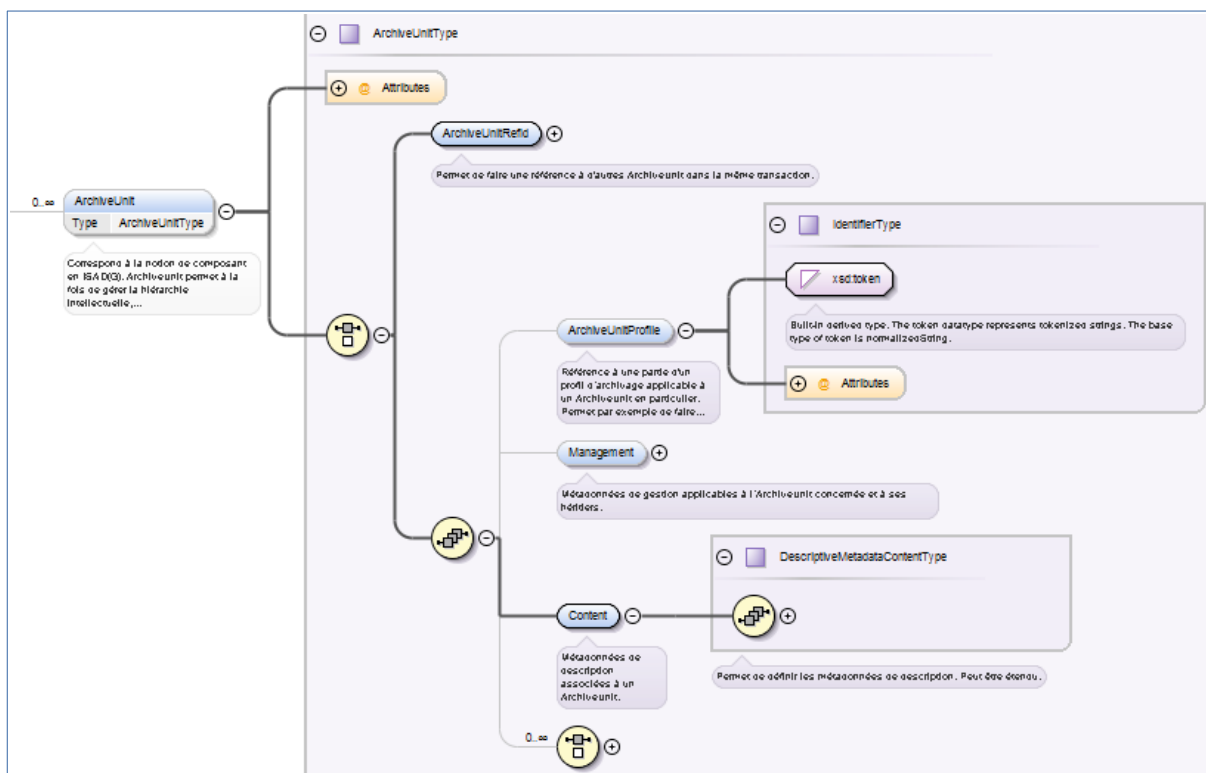 ArchiveUnitType
@ Attributes
ArchiveUnitRefId
Permet de faire une référence à d'autres ArchiveUnit dans la même transaction.
0..∞
ArchiveUnit
Type ArchiveUnitType
Correspond à la notion de composant
en ISAD(G). ArchiveUnit permet à la
fois de gérer la hiérarchie
intellectuelle,...
IdentifierType
xsd:token
Built-in derived type. The token datatype represents tokenized strings. The base
type of token is normalizedString.
@ Attributes
ArchiveUnitProfile
Référence à une partie d'un
profil d'archivage applicable à
un ArchiveUnit en particulier.
Permet par exemple de faire...
Management
Métadonnées de gestion applicables à l'ArchiveUnit concernée et à ses
héritiers.
DescriptiveMetadataContentType
Content
Métadonnées de
description
associées à un
ArchiveUnit.
Permet de définir les métadonnées de description. Peut être étendu.
0..∞